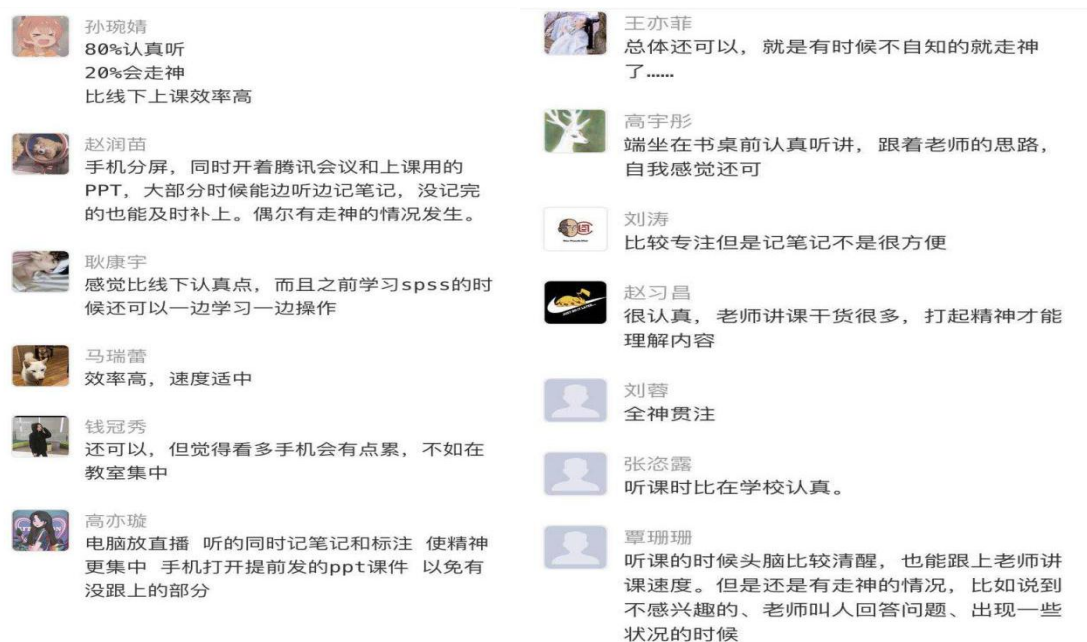 孙琬婧
80%认真听
20%会走神
比线下上课效率高
赵润苗
手机分屏，同时开着腾讯会议和上课用的
PPT，大部分时候能边听边记笔记，没记完
的也能及时补上。偶尔有走神的情况发生。
耿康宇
感觉比线下认真点，而且之前学习spss的时
候还可以一边学习一边操作
马瑞蕾
效率高，速度适中
钱冠秀
还可以，但觉得看多手机会有点累，不如在
教室集中
高亦璇
电脑放直播 听的同时记笔记和标注 使精神
更集中 手机打开提前发的ppt课件 以免有
没跟上的部分
王亦菲
总体还可以，就是有时候不自知的就走神
了……
高宇彤
端坐在书桌前认真听讲，跟着老师的思路，
自我感觉还可
刘涛
比较专注但是记笔记不是很方便
赵习昌
很认真，老师讲课干货很多，打起精神才能
理解内容
刘蓉
全神贯注
张恣露
听课时比在学校认真。
覃珊珊
听课的时候头脑比较清醒，也能跟上老师讲
课速度。但是还是有走神的情况，比如说到
不感兴趣的、老师叫人回答问题、出现一些
状况的时候